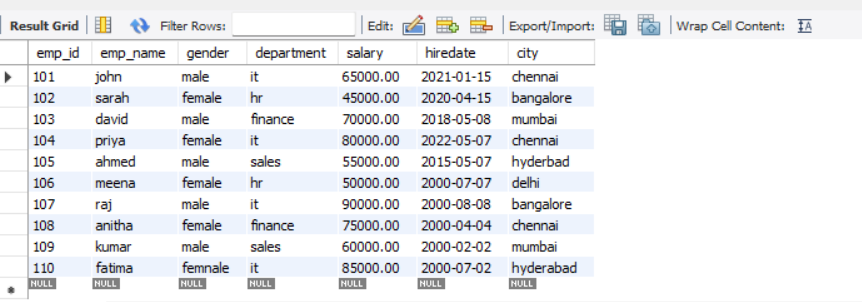 Result Grid Filter Rows: Edit: Export/Import: Wrap Cell Content: IA
emp_id emp_name gender department salary hiredate city
101 john male it 65000.00 2021-01-15 chennai
102 sarah female hr 45000.00 2020-04-15 bangalore
103 david male finance 70000.00 2018-05-08 mumbai
104 priya female it 80000.00 2022-05-07 chennai
105 ahmed male sales 55000.00 2015-05-07 hyderbad
106 meena female hr 50000.00 2000-07-07 delhi
107 raj male it 90000.00 2000-08-08 bangalore
108 anitha female finance 75000.00 2000-04-04 chennai
109 kumar male sales 60000.00 2000-02-02 mumbai
110 fatima femnale it 85000.00 2000-07-02 hyderabad
NULL NULL NULL NULL NULL NULL NULL